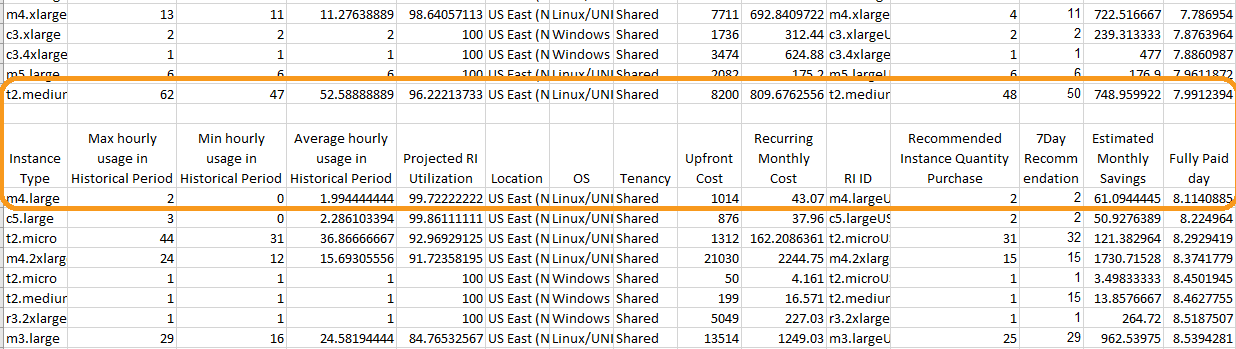 m4.xlarge 13 11 11.27638889 98.64057113 US East (N Linux/UNI Shared 7711 692.8409722 m4.xlarge 4 11 722.516667 7.786954
c3.xlarge 2 2 2 100 US East (N Windows Shared 1736 312.44 c3.xlargeU 2 2 239.313333 7.8763964
c3.4xlarge 1 1 1 100 US East (N Windows Shared 3474 624.88 c3.4xlarge 1 1 477 7.8860987
m5.large 6 6 6 100 US East (N Linux/UNI Shared 2082 175.2 m5.largeU 6 6 176.9 7.9611872
t2.mediur 62 47 52.58888889 96.22213733 US East (N Linux/UNI Shared 8200 809.6762556 t2.mediur 48 50 748.959922 7.9912394
Max hourly Min hourly Average hourly Recurring Recommended 7Day Estimated
Instance usage in usage in usage in Projected RI Upfront Monthly Instance Quantity Recomm Monthly Fully Paid
Type Historical Period Historical Period Historical Period Utilization Location OS Tenancy Cost Cost RI ID Purchase endation Savings day
m4.large 2 0 1.994444444 99.72222222 US East (N Linux/UNI Shared 1014 43.07 m4.largeU 2 2 61.0944445 8.1140885
c5.large 3 0 2.286103394 99.86111111 US East (N Linux/UNI Shared 876 37.96 c5.largeUS 2 2 50.9276389 8.224964
t2.micro 44 31 36.86666667 92.96929125 US East (N Linux/UNI Shared 1312 162.2086361 t2.microU 31 32 121.382964 8.2929419
m4.2xlarg 24 12 15.69305556 91.72358195 US East (N Linux/UNI Shared 21030 2244.75 m4.2xlarg 15 15 1730.71528 8.3741779
t2.micro 1 1 1 100 US East (N Windows Shared 50 4.161 t2.microU 1 1 3.49833333 8.4501945
t2.mediur 1 1 1 100 US East (N Windows Shared 199 16.571 t2.mediur 1 15 13.8576667 8.4627755
r3.2xlarge 1 1 1 100 US East (N Windows Shared 5049 227.03 r3.2xlarge 1 1 264.72 8.5187507
m3.large 29 16 24.58194444 84.76532567 US East (N Linux/UNI Shared 13514 1249.03 m3.largeU 25 29 962.53975 8.5394281